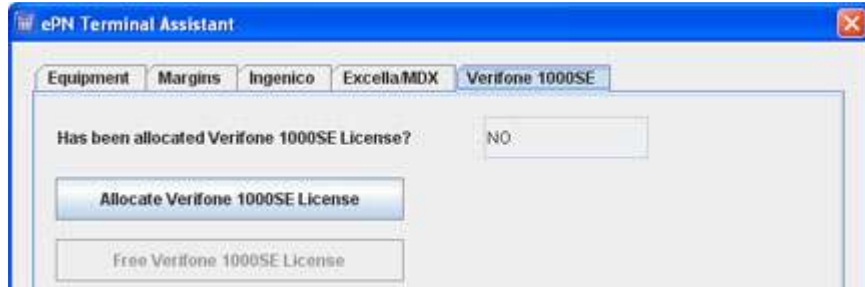 ePN Terminal Assistant
Equipment Margins Ingenico Excella/MDX Verifone 1000SE
Has been allocated Verifone 1000SE License? NO
Allocate Verifone 1000SE License
Free Verifone 1000SE License